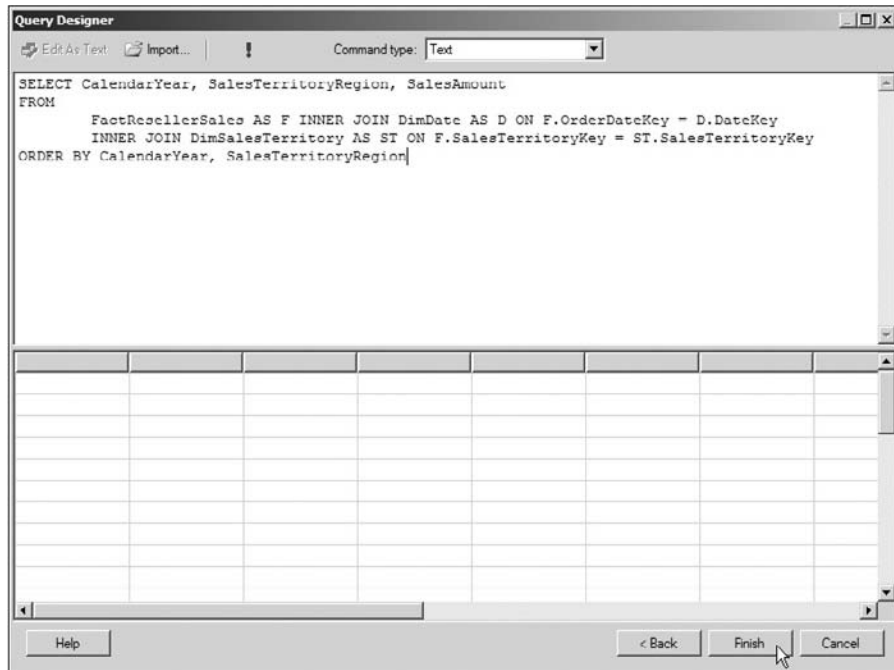 Query Designer
Edit As Text Import... ! Command type: Text
SELECT CalendarYear, SalesTerritoryRegion, SalesAmount
FROM
FactResellerSales AS F INNER JOIN DimDate AS D ON F.OrderDateKey = D.DateKey
INNER JOIN DimSalesTerritory AS ST ON F.SalesTerritoryKey = ST.SalesTerritoryKey
ORDER BY CalendarYear, SalesTerritoryRegion
Help < Back Finish Cancel